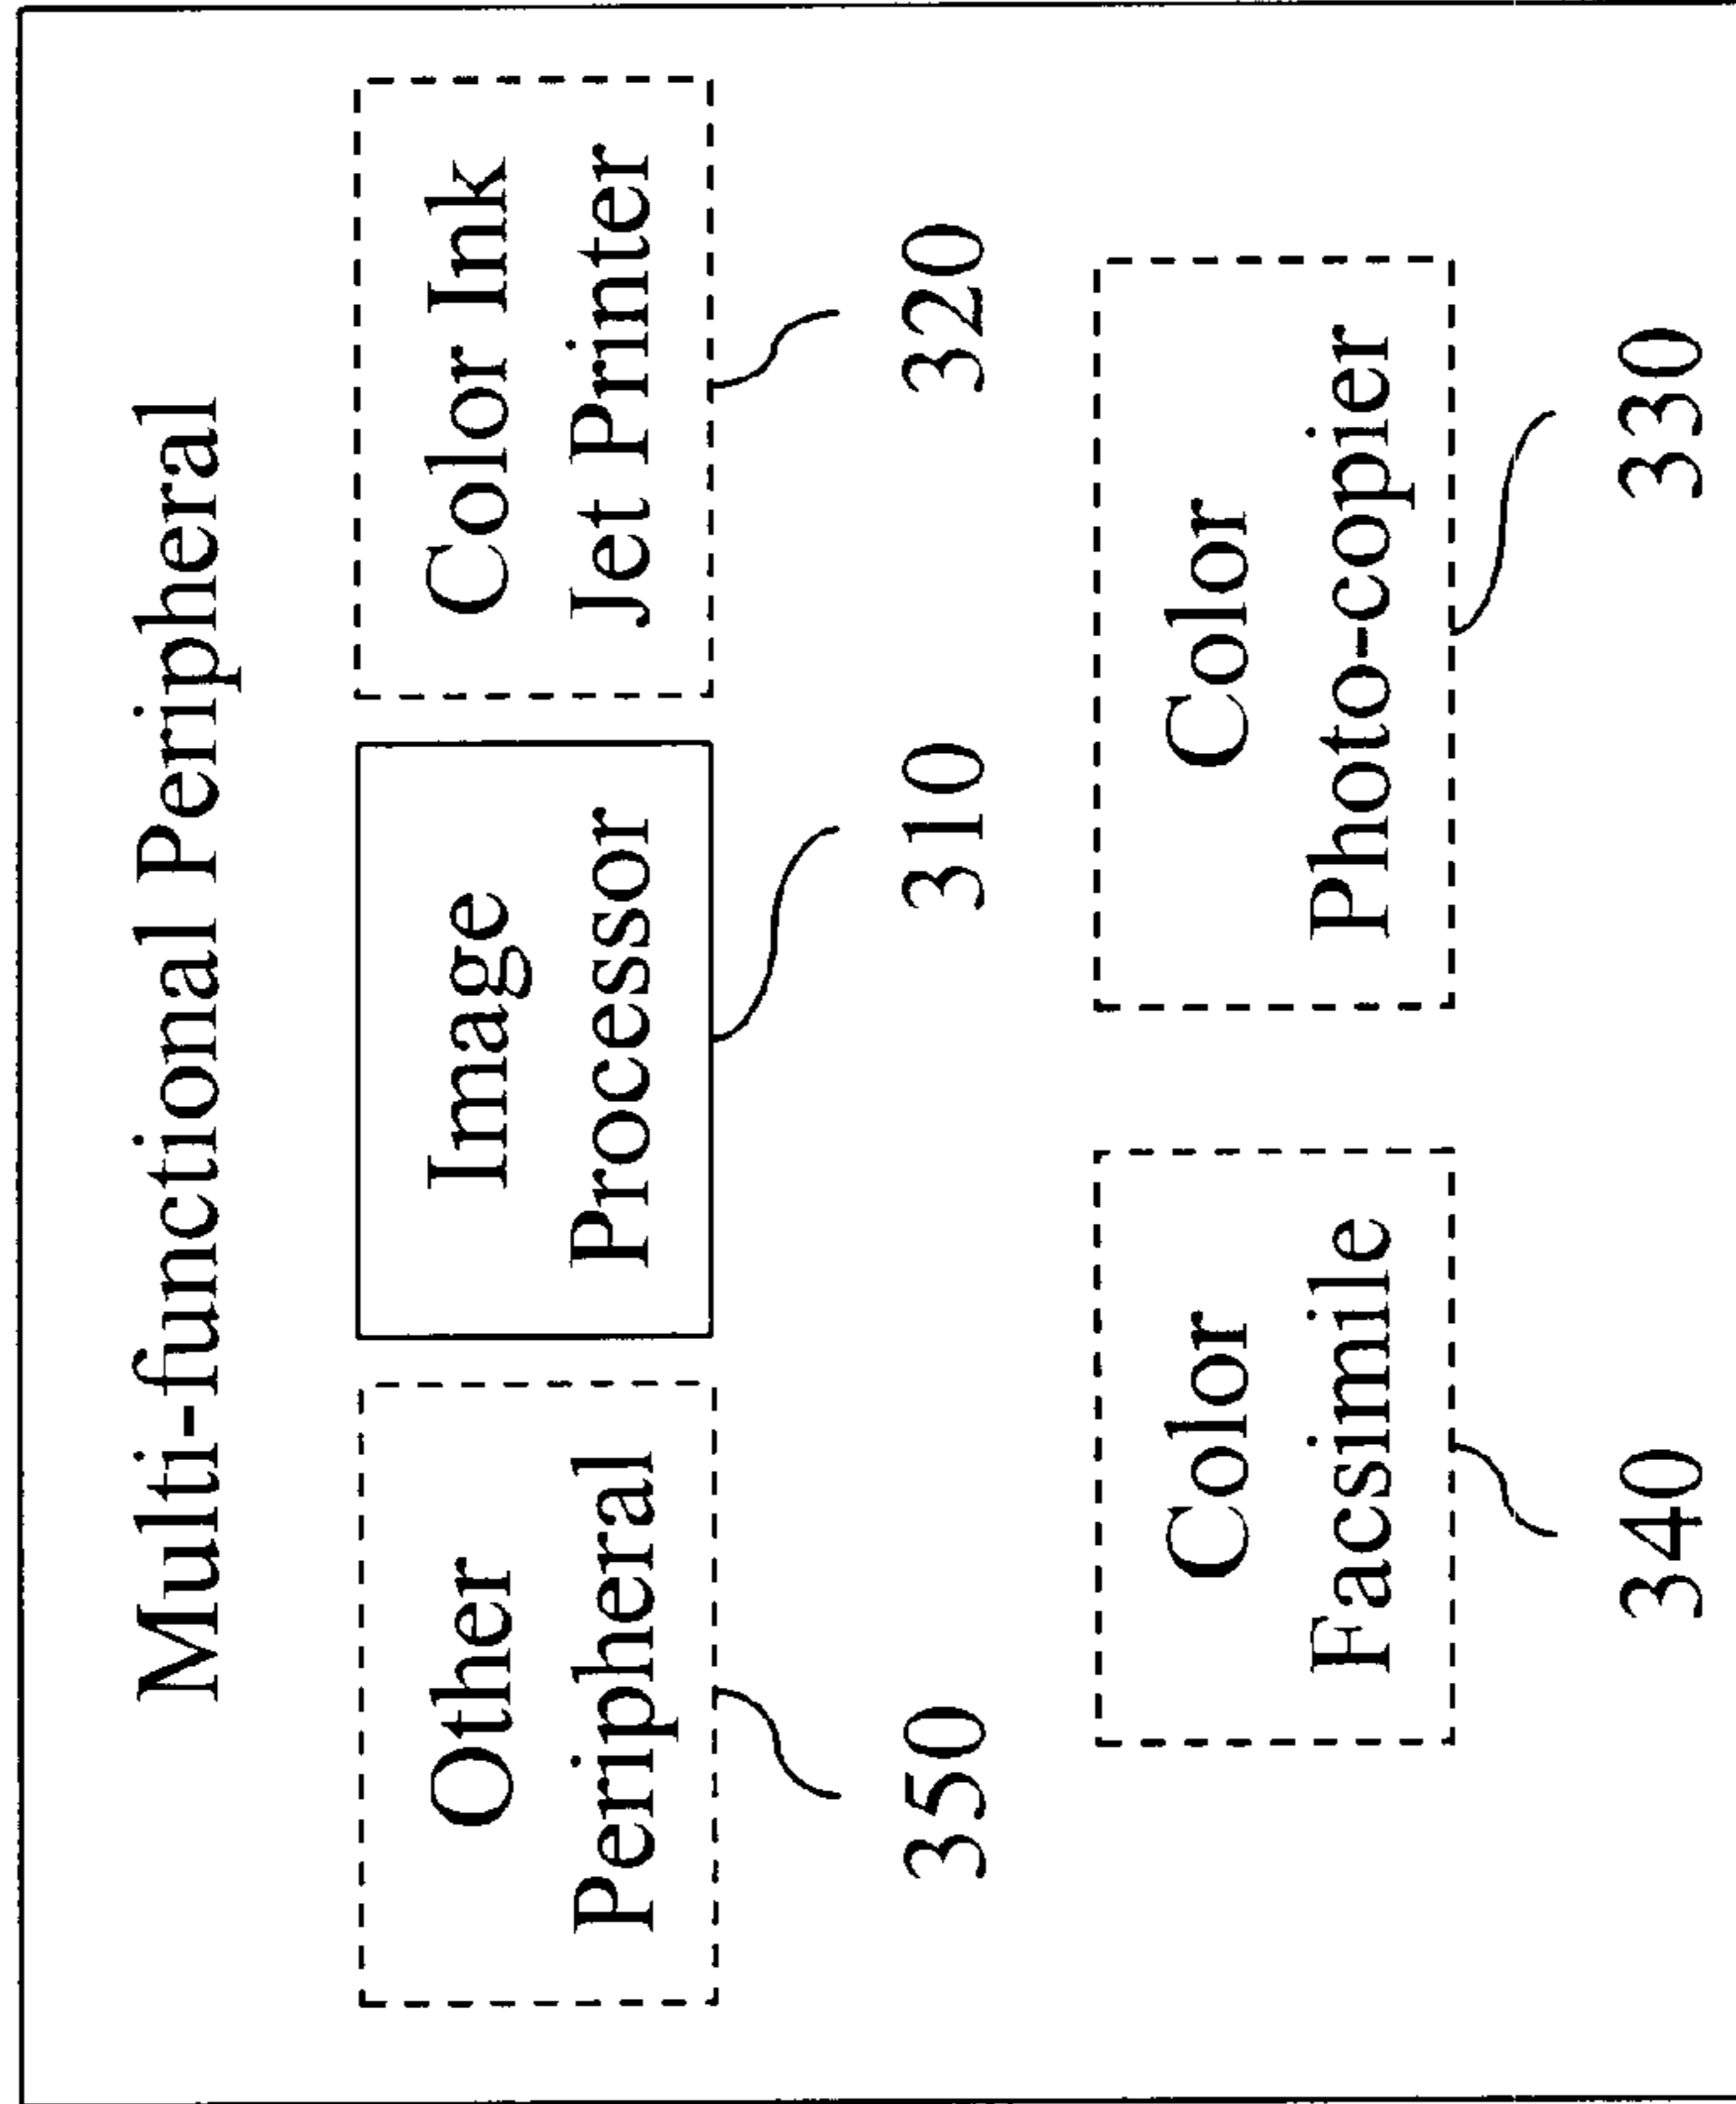 Multi-functional Peripheral
Other
Peripheral
350
Image
Processor
310
Color Ink
Jet Printer
320
Color
Facsimile
340
Color
Photo-copier
330